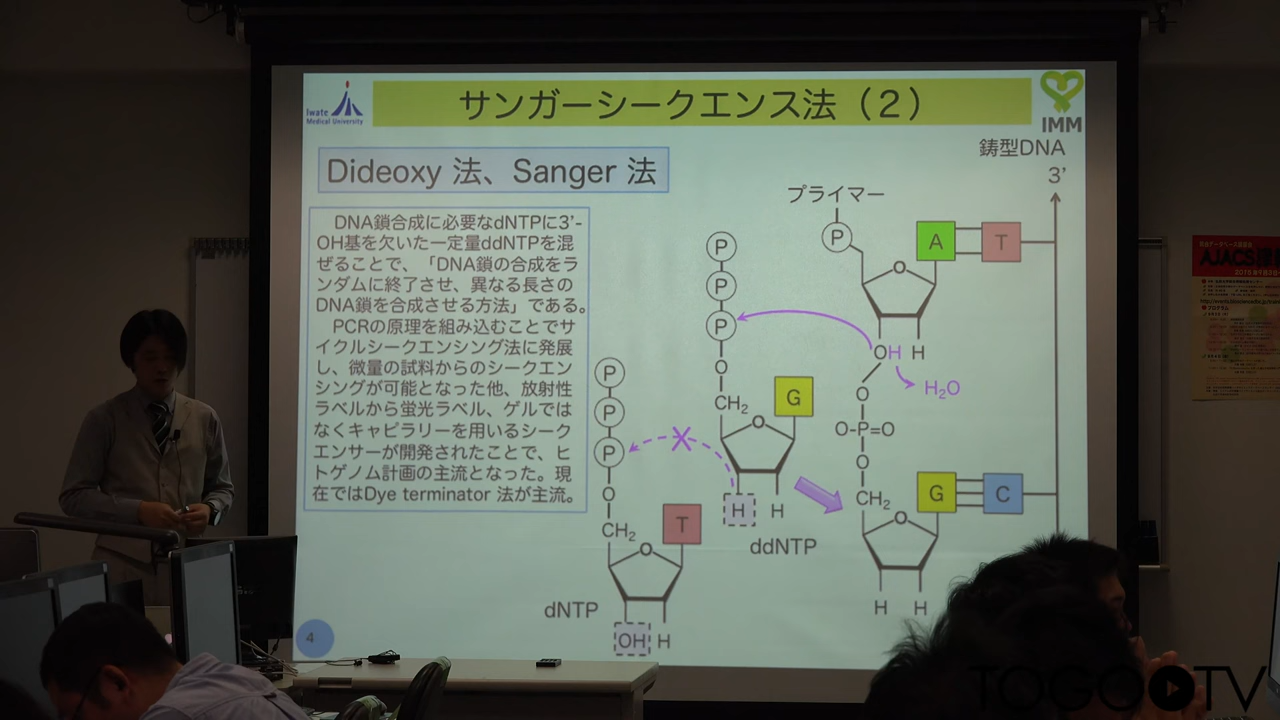 Iwate
Medical University
サンガーシークエンス法（2）
IMM
Dideoxy 法、Sanger 法
DNA鎖合成に必要なdNTPに3’-
OH基を欠いた一定量ddNTPを混
ぜることで、「DNA鎖の合成をラ
ンダムに終了させ、異なる長さの
DNA鎖を合成させる方法」である。
PCRの原理を組み込むことでサ
イクルシークエンシング法に発展
し、微量の試料からのシークエン
シングが可能となった他、放射性
ラベルから蛍光ラベル、ゲルでは
なくキャピラリーを用いるシーク
エンサーが開発されたことで、ヒ
トゲノム計画の主流となった。現
在ではDye terminator 法が主流。
鋳型DNA
3’
プライマー
P
A
T
O
OH H
H₂O
O
O-P=O
O
CH₂
G
C
O
H H
P
P
P
O
CH₂
G
O
H H
ddNTP
P
P
P
O
CH₂
T
O
dNTP
OH H
4
AJACS
TOGOTV